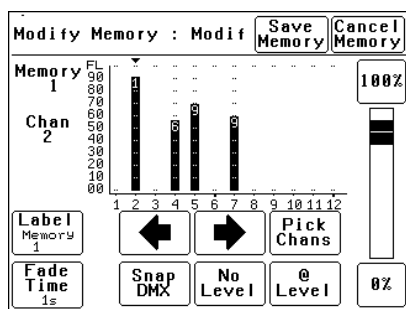 Modify Memory : Modif
Save Memory
Cancel Memory
Memory 1
Chan 2
FL
90
80
70
60
50
40
30
20
10
00
1
6
9
9
1 2 3 4 5 6 7 8 9 10 11 12
100%
0%
Label
Memory
1
Pick Chans
Fade Time
1s
Snap DMX
No Level
@ Level